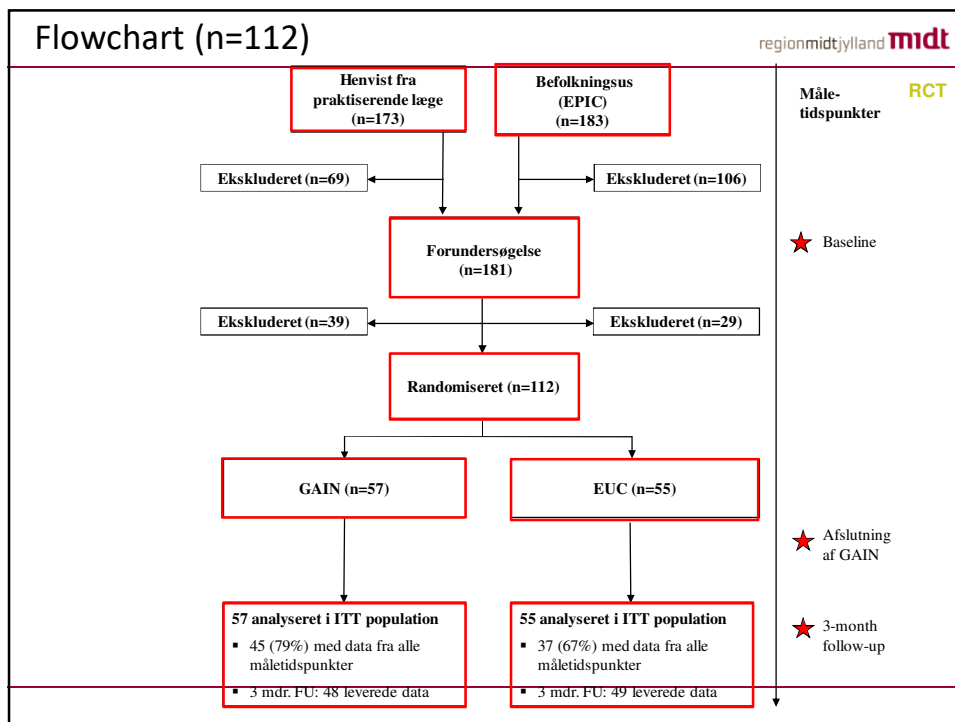 Flowchart (n=112)
regionmidtjylland midt
Henvist fra
praktiserende læge
(n=173)
Befolkningsus
(EPIC)
(n=183)
Måle-
tidspunkter
RCT
Ekskluderet (n=69)
Ekskluderet (n=106)
Forundersøgelse
(n=181)
Baseline
Ekskluderet (n=39)
Ekskluderet (n=29)
Randomiseret (n=112)
GAIN (n=57)
EUC (n=55)
Afslutning
af GAIN
57 analyseret i ITT population
▪ 45 (79%) med data fra alle
måletidspunkter
▪ 3 mdr. FU: 48 leverede data
55 analyseret i ITT population
▪ 37 (67%) med data fra alle
måletidspunkter
▪ 3 mdr. FU: 49 leverede data
3-month
follow-up